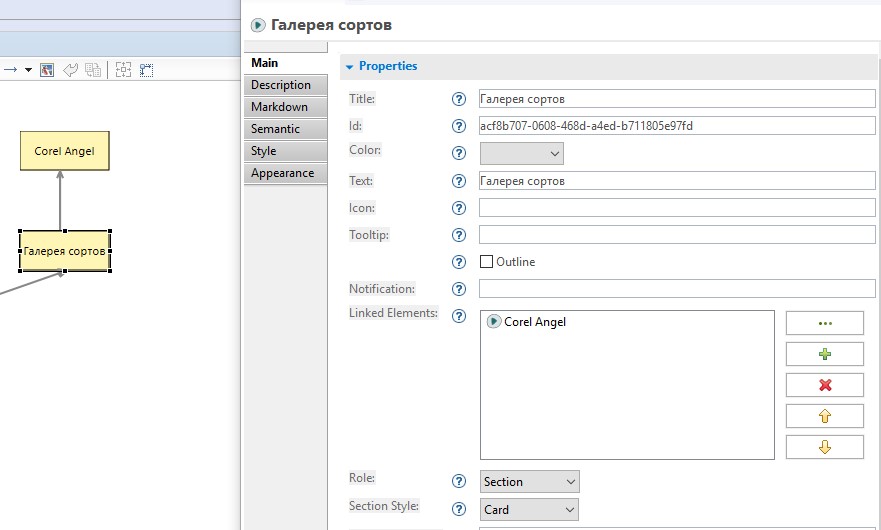 Галерея сортов
Main
Description
Markdown
Semantic
Style
Appearance
Corel Angel
Галерея сортов
Properties
Title: Галерея сортов
Id: acf8b707-0608-468d-a4ed-b711805e97fd
Color:
Text: Галерея сортов
Icon:
Tooltip:
Outline
Notification:
Linked Elements: Corel Angel
Role: Section
Section Style: Card